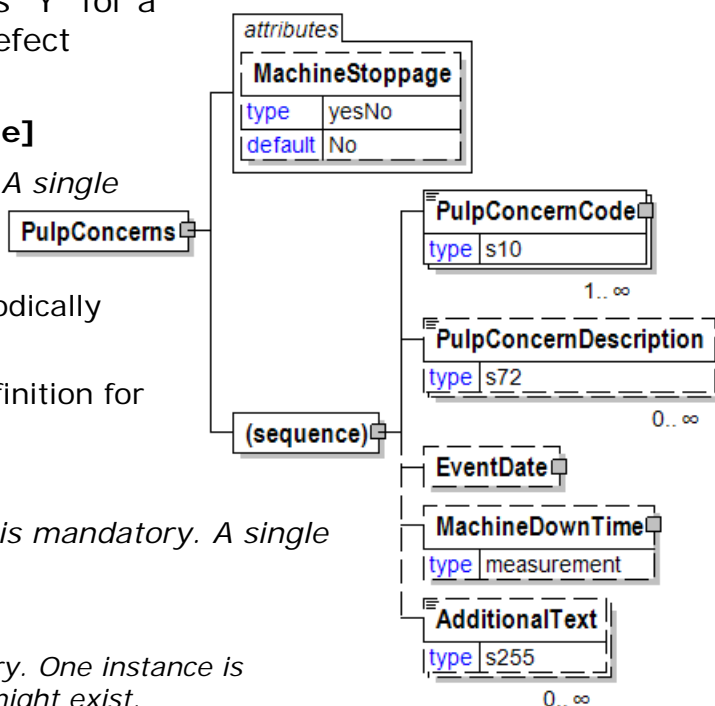 s "Y" for a
efect
e]
A single
odically
finition for
is mandatory. A single
ry. One instance is
might exist.
attributes
MachineStoppage
type yesNo
default No
PulpConcerns
(sequence)
PulpConcernCode
type s10
1.. ∞
PulpConcernDescription
type s72
0.. ∞
EventDate
MachineDownTime
type measurement
AdditionalText
type s255
0.. ∞